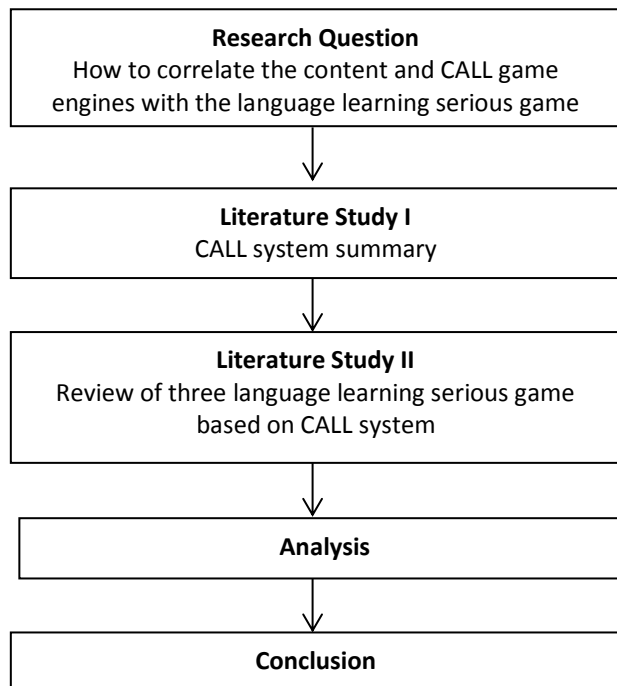 Research Question
How to correlate the content and CALL game
engines with the language learning serious game
Literature Study I
CALL system summary
Literature Study II
Review of three language learning serious game
based on CALL system
Analysis
Conclusion